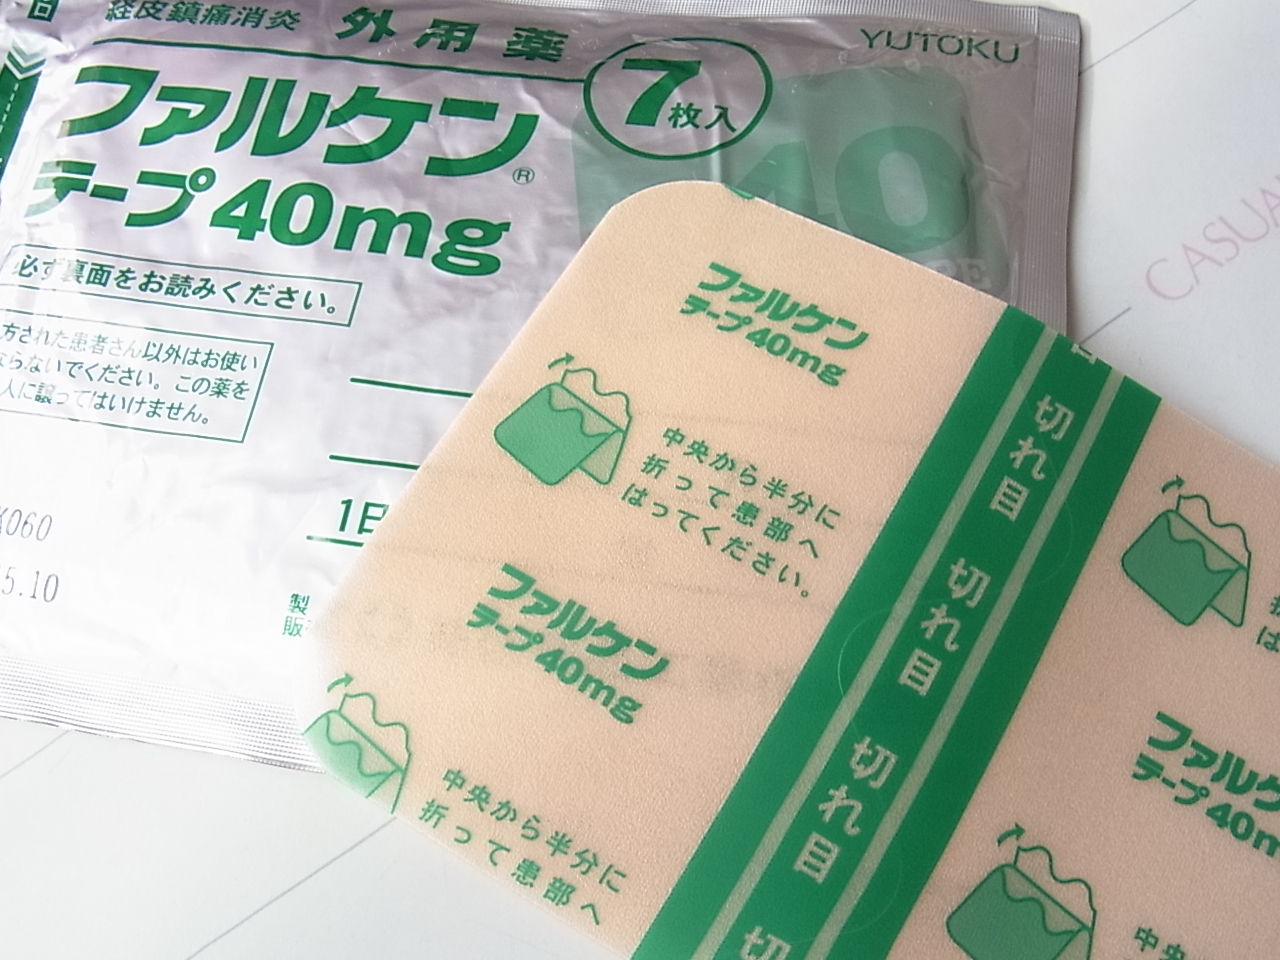 経皮鎮痛消炎 外用薬
YUTOKU
ファルケン®
7枚入
テープ40mg
40
必ず裏面をお読みください。
方された患者さん以外はお使い
ならないでください。この薬を
人に譲ってはいけません。
K060
5.10
1日
製
販
ファルケン
テープ40mg
中央から半分に
折って患部へ
はってください。
ファルケン
テープ40mg
中央から半分に
折って患部へ
切れ目
切れ目
切れ目
切れ
ファルケ
テープ40m
中央
CASUA